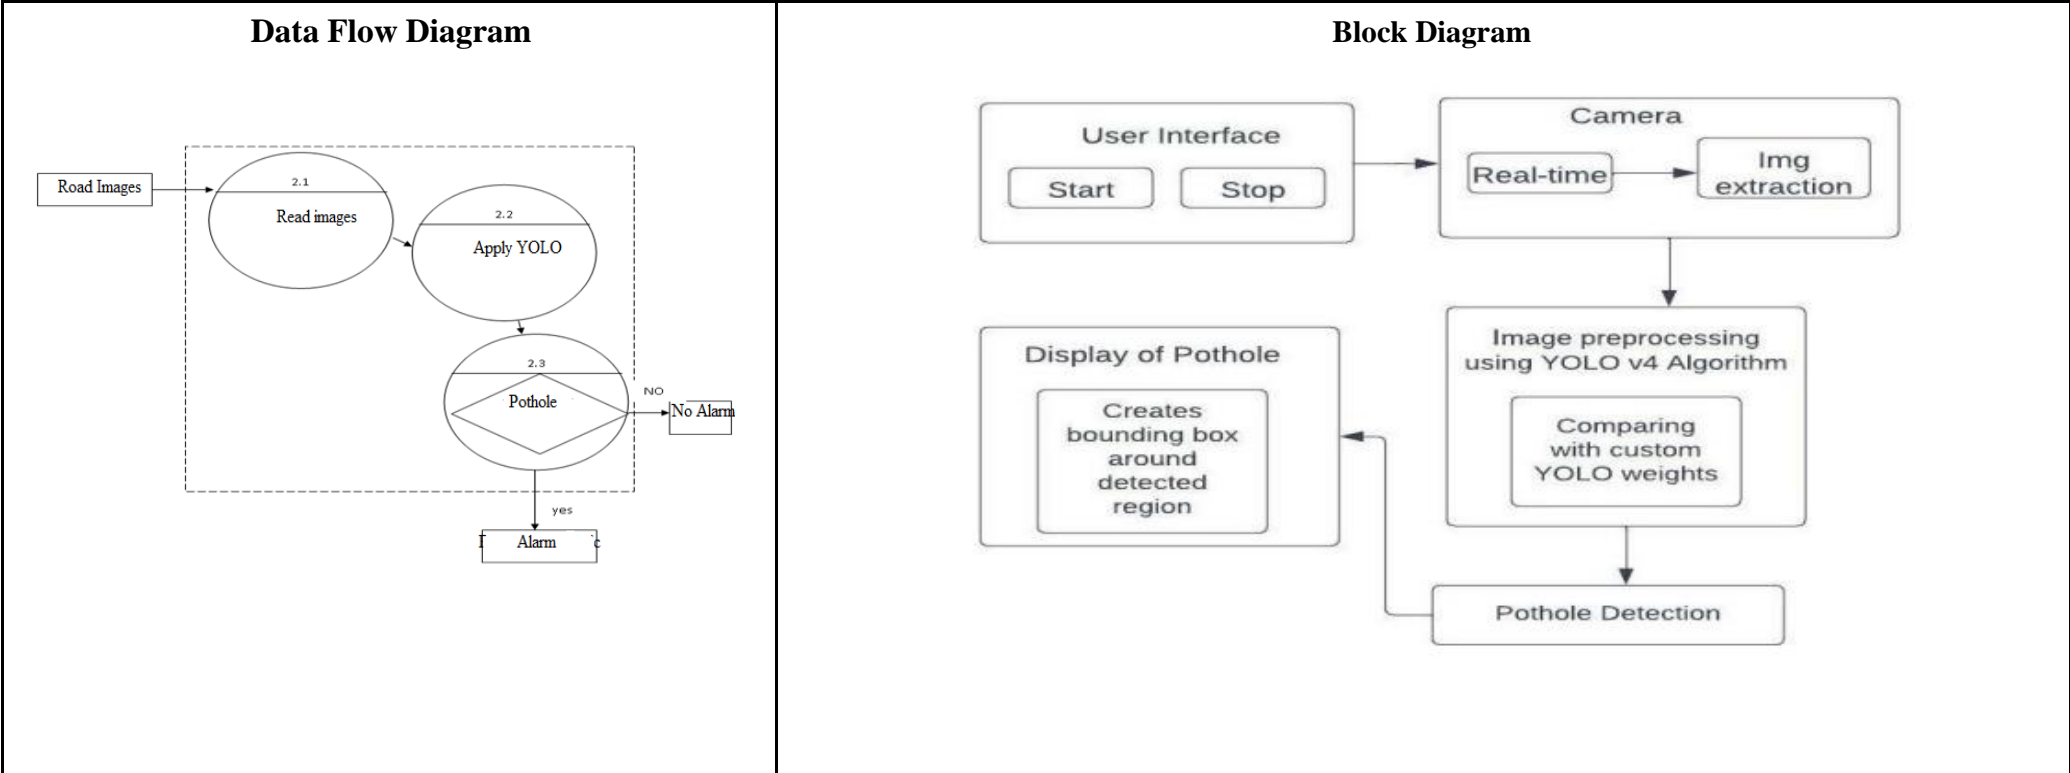 Data Flow Diagram
Road Images
2.1
Read images
2.2
Apply YOLO
2.3
Pothole
NO
No Alarm
yes
Alarm
Block Diagram
User Interface
Start
Stop
Camera
Real-time
Img
extraction
Image preprocessing
using YOLO v4 Algorithm
Comparing
with custom
YOLO weights
Pothole Detection
Display of Pothole
Creates
bounding box
around
detected
region